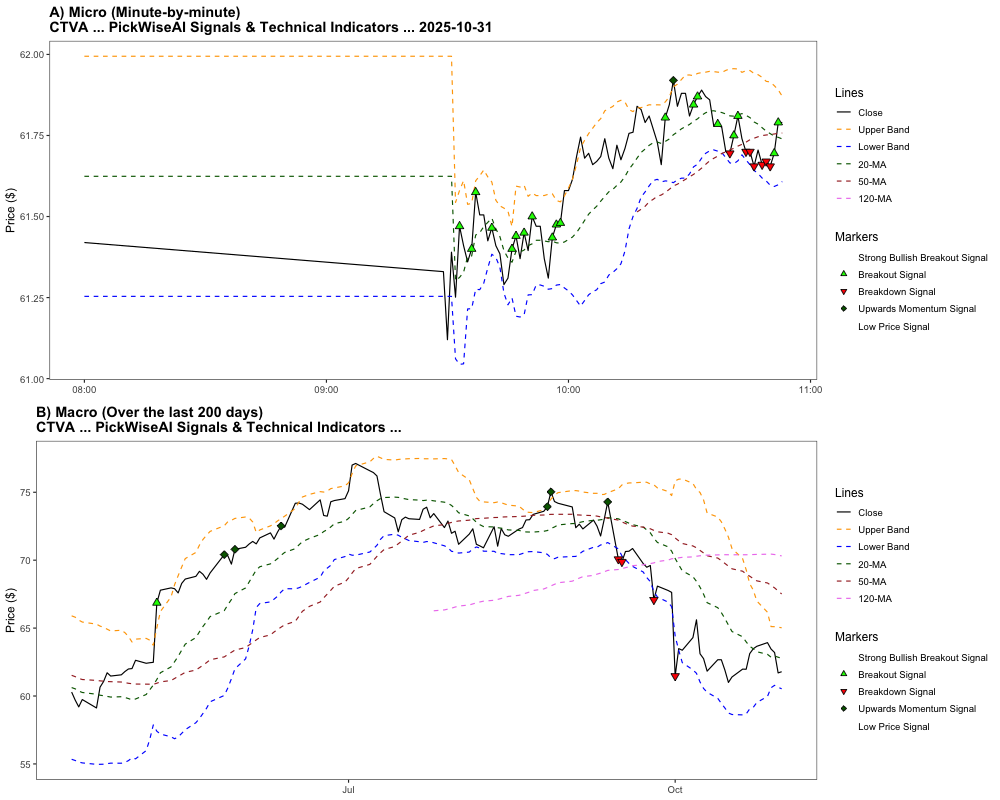 A) Micro (Minute-by-minute)
CTVA ... PickWiseAI Signals & Technical Indicators ... 2025-10-31
Price ($)
62.00
61.75
61.50
61.25
61.00
08:00
09:00
10:00
11:00
Lines
Close
Upper Band
Lower Band
20-MA
50-MA
120-MA
Markers
Strong Bullish Breakout Signal
Breakout Signal
Breakdown Signal
Upwards Momentum Signal
Low Price Signal
B) Macro (Over the last 200 days)
CTVA ... PickWiseAI Signals & Technical Indicators ...
Price ($)
75
70
65
60
55
Jul
Oct
Lines
Close
Upper Band
Lower Band
20-MA
50-MA
120-MA
Markers
Strong Bullish Breakout Signal
Breakout Signal
Breakdown Signal
Upwards Momentum Signal
Low Price Signal